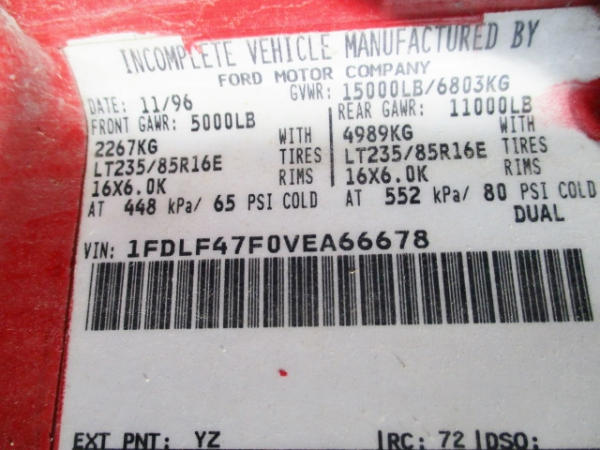 INCOMPLETE VEHICLE MANUFACTURED BY
FORD MOTOR COMPANY
DATE: 11/96 GVWR: 15000LB/6803KG
FRONT GAWR: 5000LB REAR GAWR: 11000LB
2267KG WITH 4989KG WITH
LT235/85R16E TIRES LT235/85R16E TIRES
16X6.0K RIMS 16X6.0K RIMS
AT 448 kPa/ 65 PSI COLD AT 552 kPa/ 80 PSI COLD
DUAL
VIN: 1FDLF47F0VEA66678
EXT PNT: YZ RC: 72 DSO: